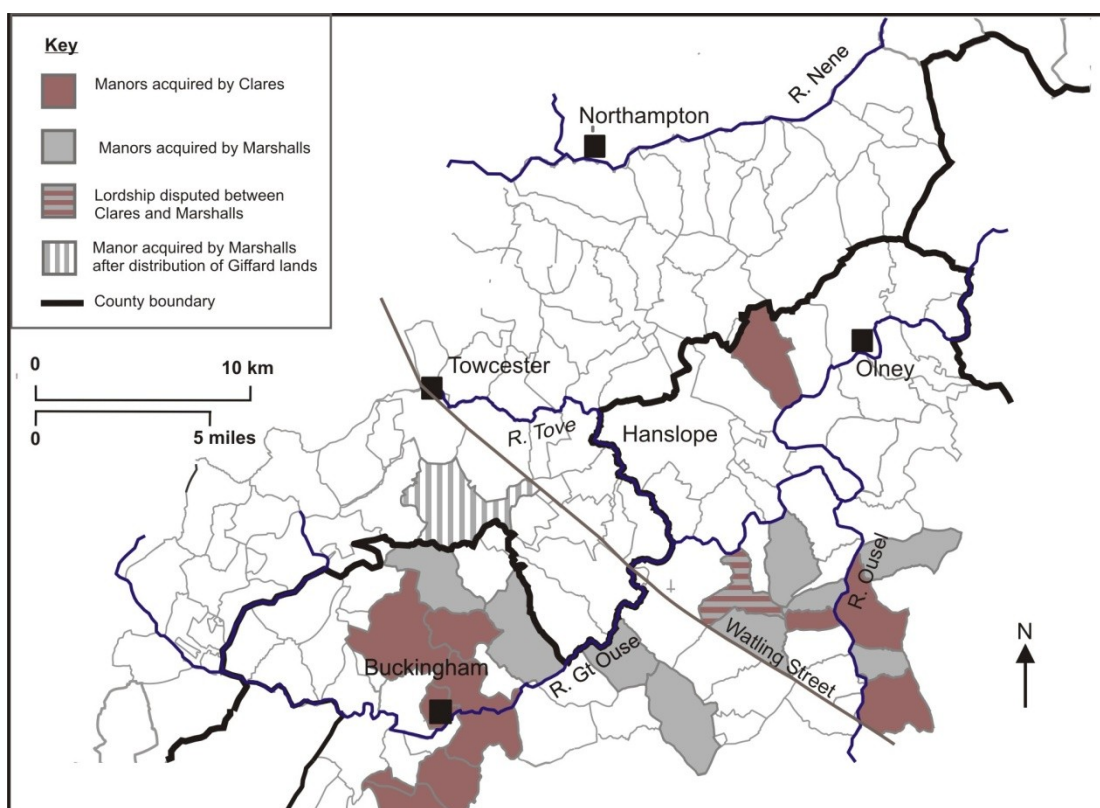 Key
Manors acquired by Clares
Manors acquired by Marshalls
Lordship disputed between
Clares and Marshalls
Manor acquired by Marshalls
after distribution of Giffard lands
County boundary
0
10 km
0
5 miles
R. Nene
Northampton
Towcester
R. Tove
Hanslope
Olney
R. Ousel
Watling Street
R. Gt Ouse
Buckingham
N